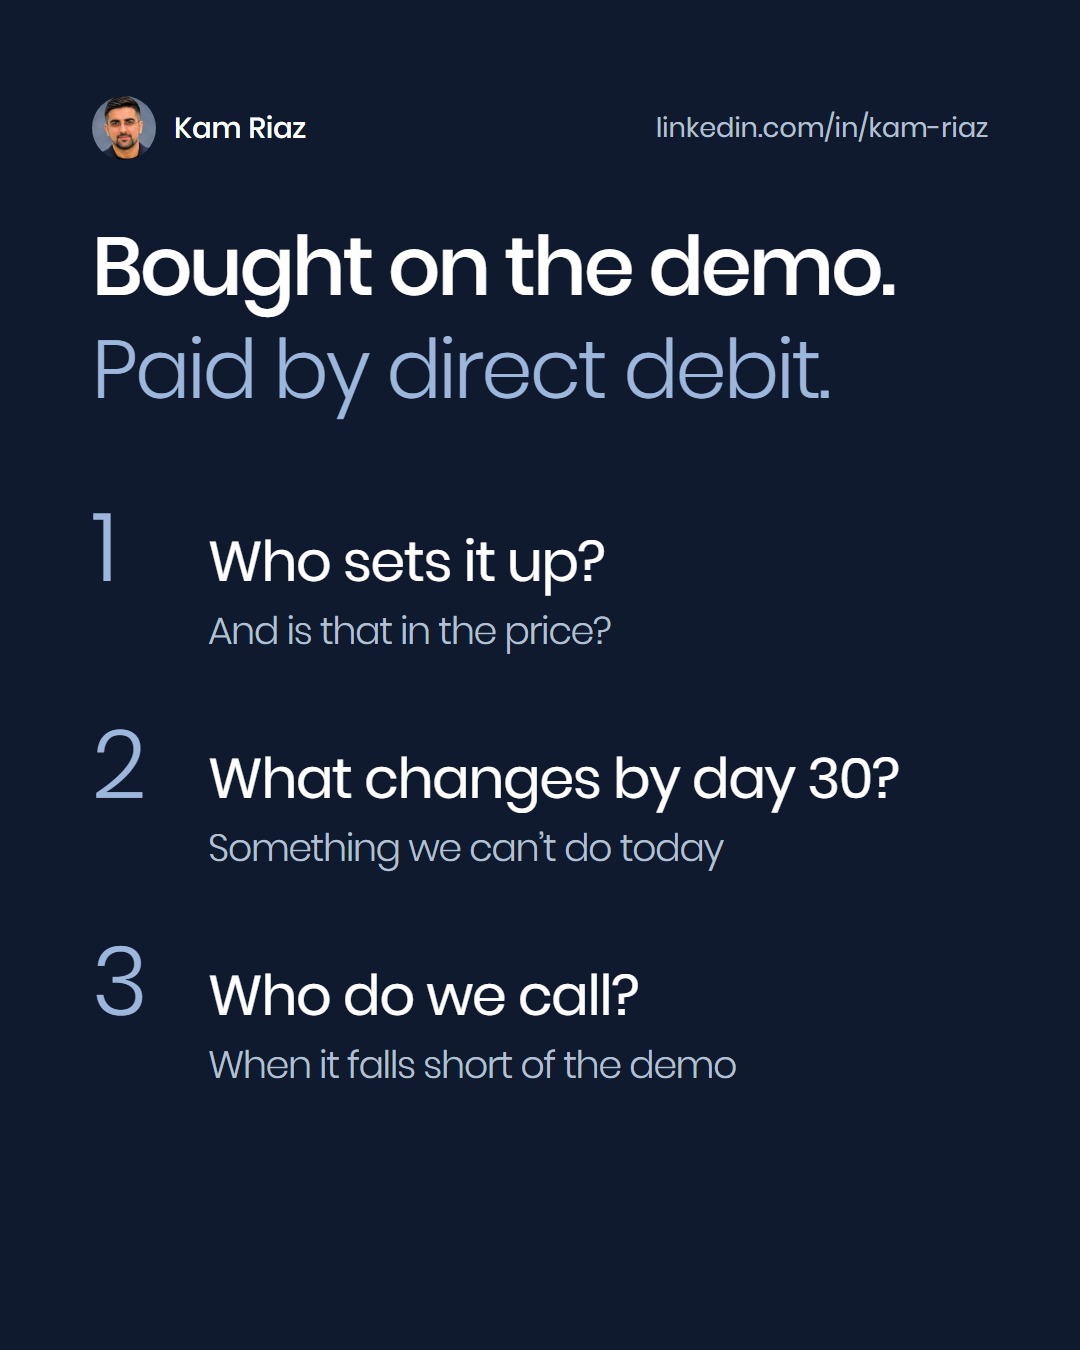 Kam Riaz
linkedin.com/in/kam-riaz
Bought on the demo.
Paid by direct debit.
1
Who sets it up?
And is that in the price?
2
What changes by day 30?
Something we can’t do today
3
Who do we call?
When it falls short of the demo